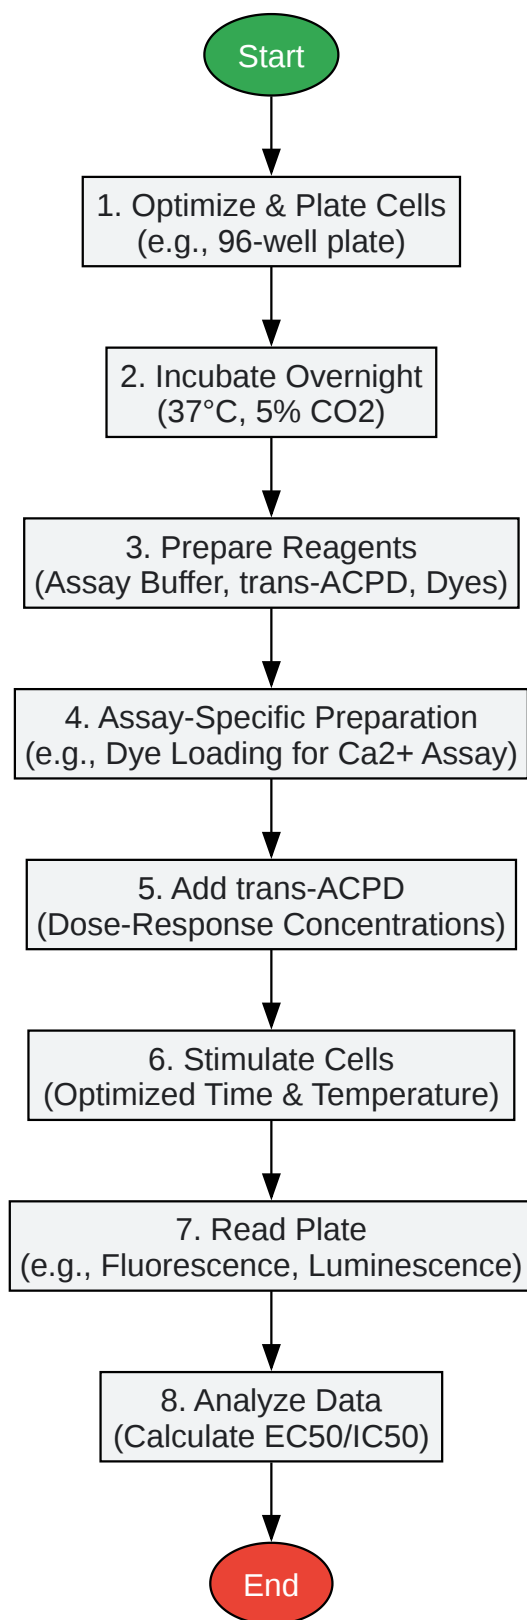 Start
1. Optimize & Plate Cells
(e.g., 96-well plate)
2. Incubate Overnight
(37°C, 5% CO2)
3. Prepare Reagents
(Assay Buffer, trans-ACPD, Dyes)
4. Assay-Specific Preparation
(e.g., Dye Loading for Ca2+ Assay)
5. Add trans-ACPD
(Dose-Response Concentrations)
6. Stimulate Cells
(Optimized Time & Temperature)
7. Read Plate
(e.g., Fluorescence, Luminescence)
8. Analyze Data
(Calculate EC50/IC50)
End